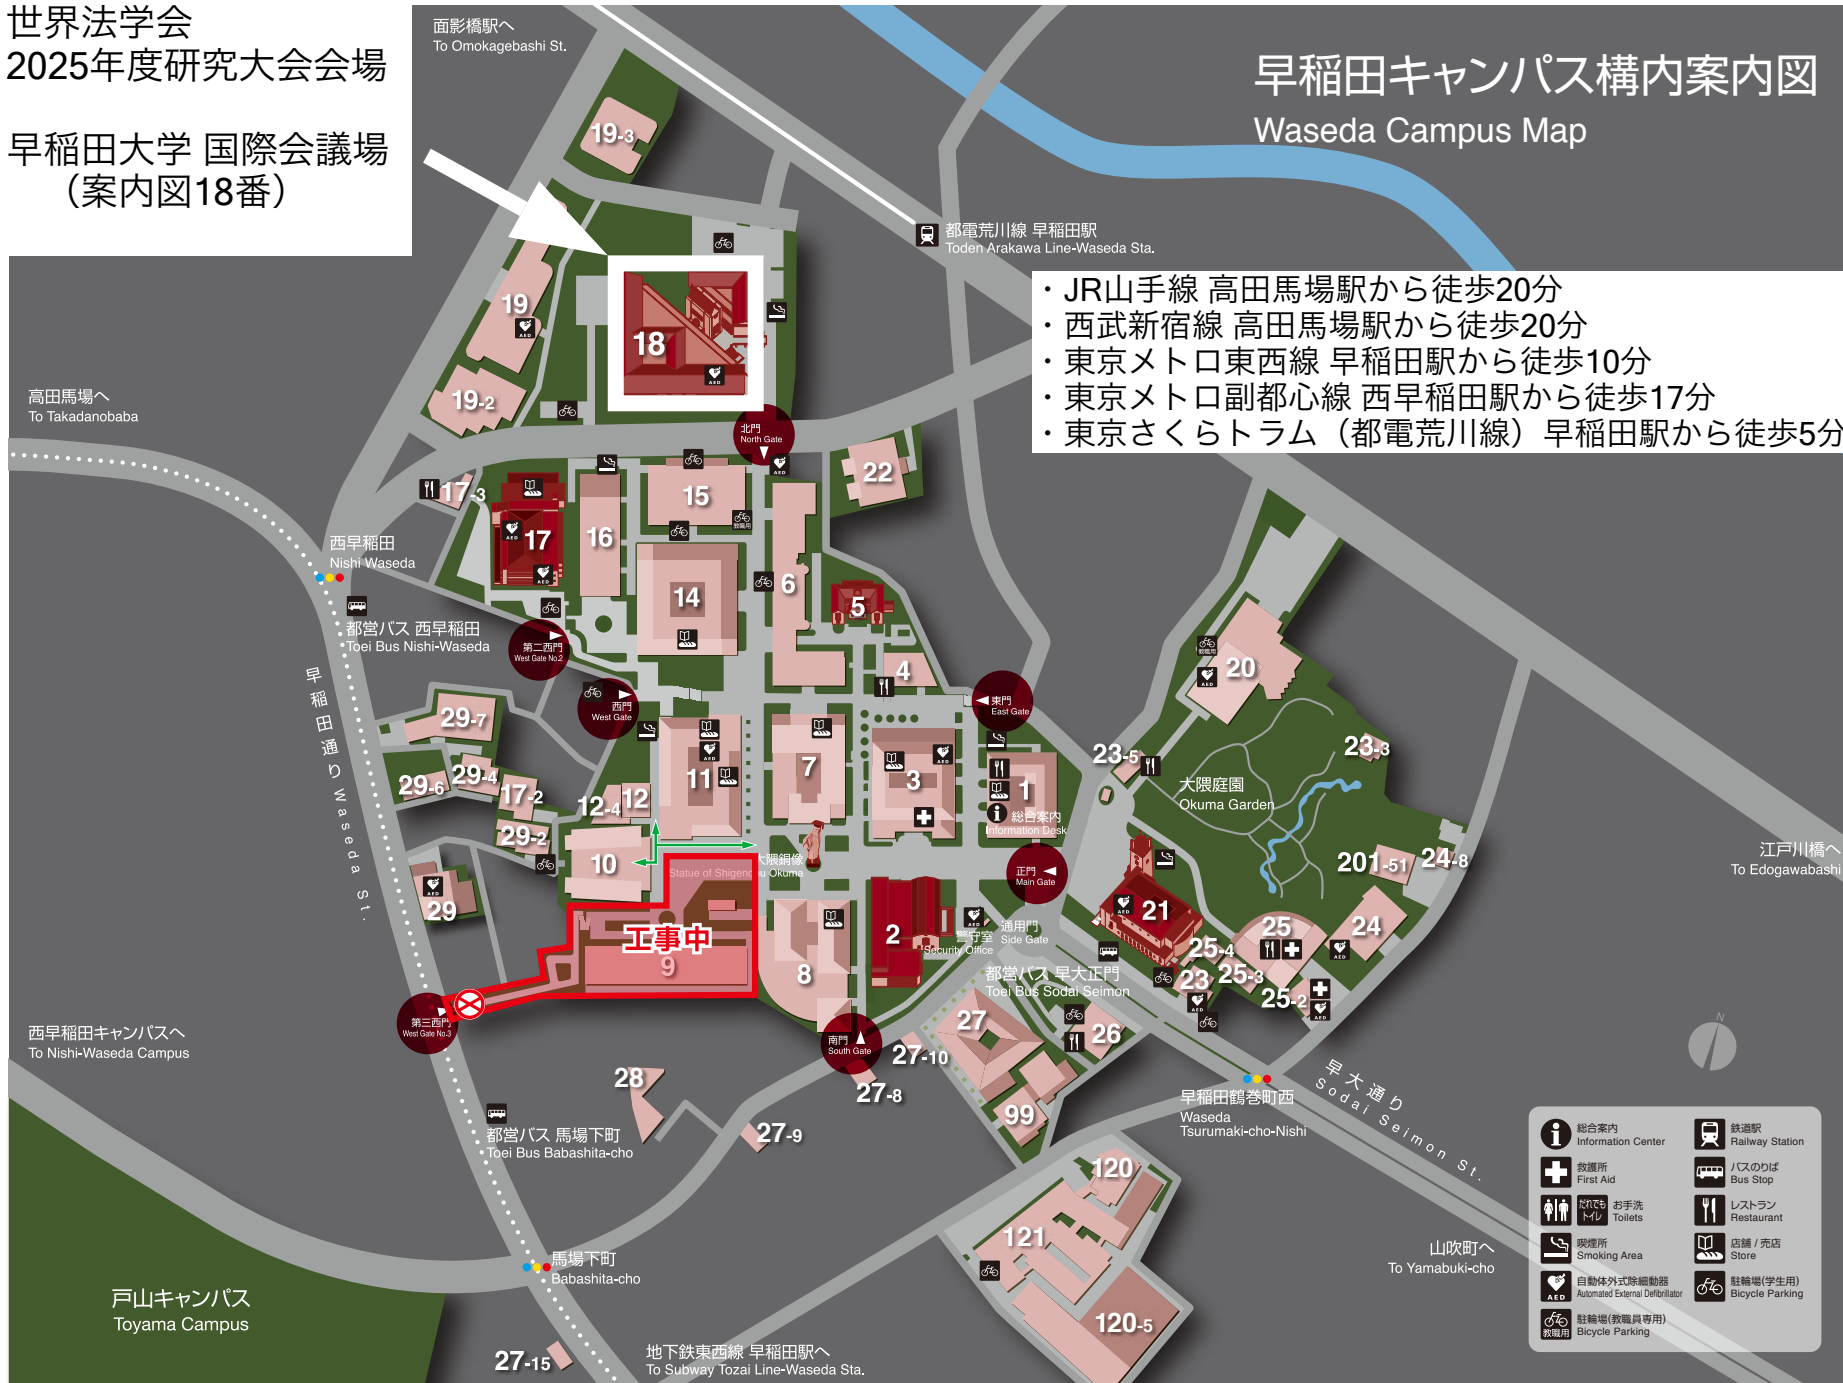 世界法学会
2025年度研究大会会場
早稲田大学 国際会議場
（案内図18番）
面影橋駅へ
To Omokagebashi St.
早稲田キャンパス構内案内図
Waseda Campus Map
都電荒川線 早稲田駅
Toden Arakawa Line-Waseda Sta.
・JR山手線 高田馬場駅から徒歩20分
・西武新宿線 高田馬場駅から徒歩20分
・東京メトロ東西線 早稲田駅から徒歩10分
・東京メトロ副都心線 西早稲田駅から徒歩17分
・東京さくらトラム（都電荒川線）早稲田駅から徒歩5分
19-3
19
AED
18
AED
19-2
高田馬場へ
To Takadanobaba
北門
North Gate
AED
22
17-3
15
教職用
16
AED
17
AED
西早稲田
Nishi Waseda
都営バス 西早稲田
Toei Bus Nishi-Waseda
14
6
5
第二西門
West Gate No.2
西門
West Gate
4
東門
East Gate
教職用
AED
20
早稲田通り Waseda St.
29-7
29-6
29-4
17-2
29-2
12-4
12
11
AED
7
3
AED
1
総合案内
Information Desk
23-5
23-3
大隈庭園
Okuma Garden
10
大隈銅像
Statue of Shigenobu Okuma
正門
Main Gate
201-51
24-8
江戸川橋へ
To Edogawabashi
AED
29
工事中
9
8
2
AED
警守室
Security Office
通用門
Side Gate
AED
21
25
25-4
25-3
25-2
AED
24
AED
23
AED
都営バス 早大正門
Toei Bus Sodai Seimon
第三西門
West Gate No.3
西早稲田キャンパスへ
To Nishi-Waseda Campus
南門
South Gate
27-10
27-8
27
26
99
28
27-9
都営バス 馬場下町
Toei Bus Babashita-cho
早稲田鶴巻町西
Waseda
Tsurumaki-cho-Nishi
早大通り
Sodai Seimon St.
N
120
121
120-5
山吹町へ
To Yamabuki-cho
馬場下町
Babashita-cho
戸山キャンパス
Toyama Campus
27-15
地下鉄東西線 早稲田駅へ
To Subway Tozai Line-Waseda Sta.
総合案内
Information Center
鉄道駅
Railway Station
救護所
First Aid
バスのりば
Bus Stop
だれでも
トイレ
お手洗
Toilets
レストラン
Restaurant
喫煙所
Smoking Area
店舗 / 売店
Store
AED
自動体外式除細動器
Automated External Defibrillator
駐輪場(学生用)
Bicycle Parking
教職用
駐輪場(教職員専用)
Bicycle Parking